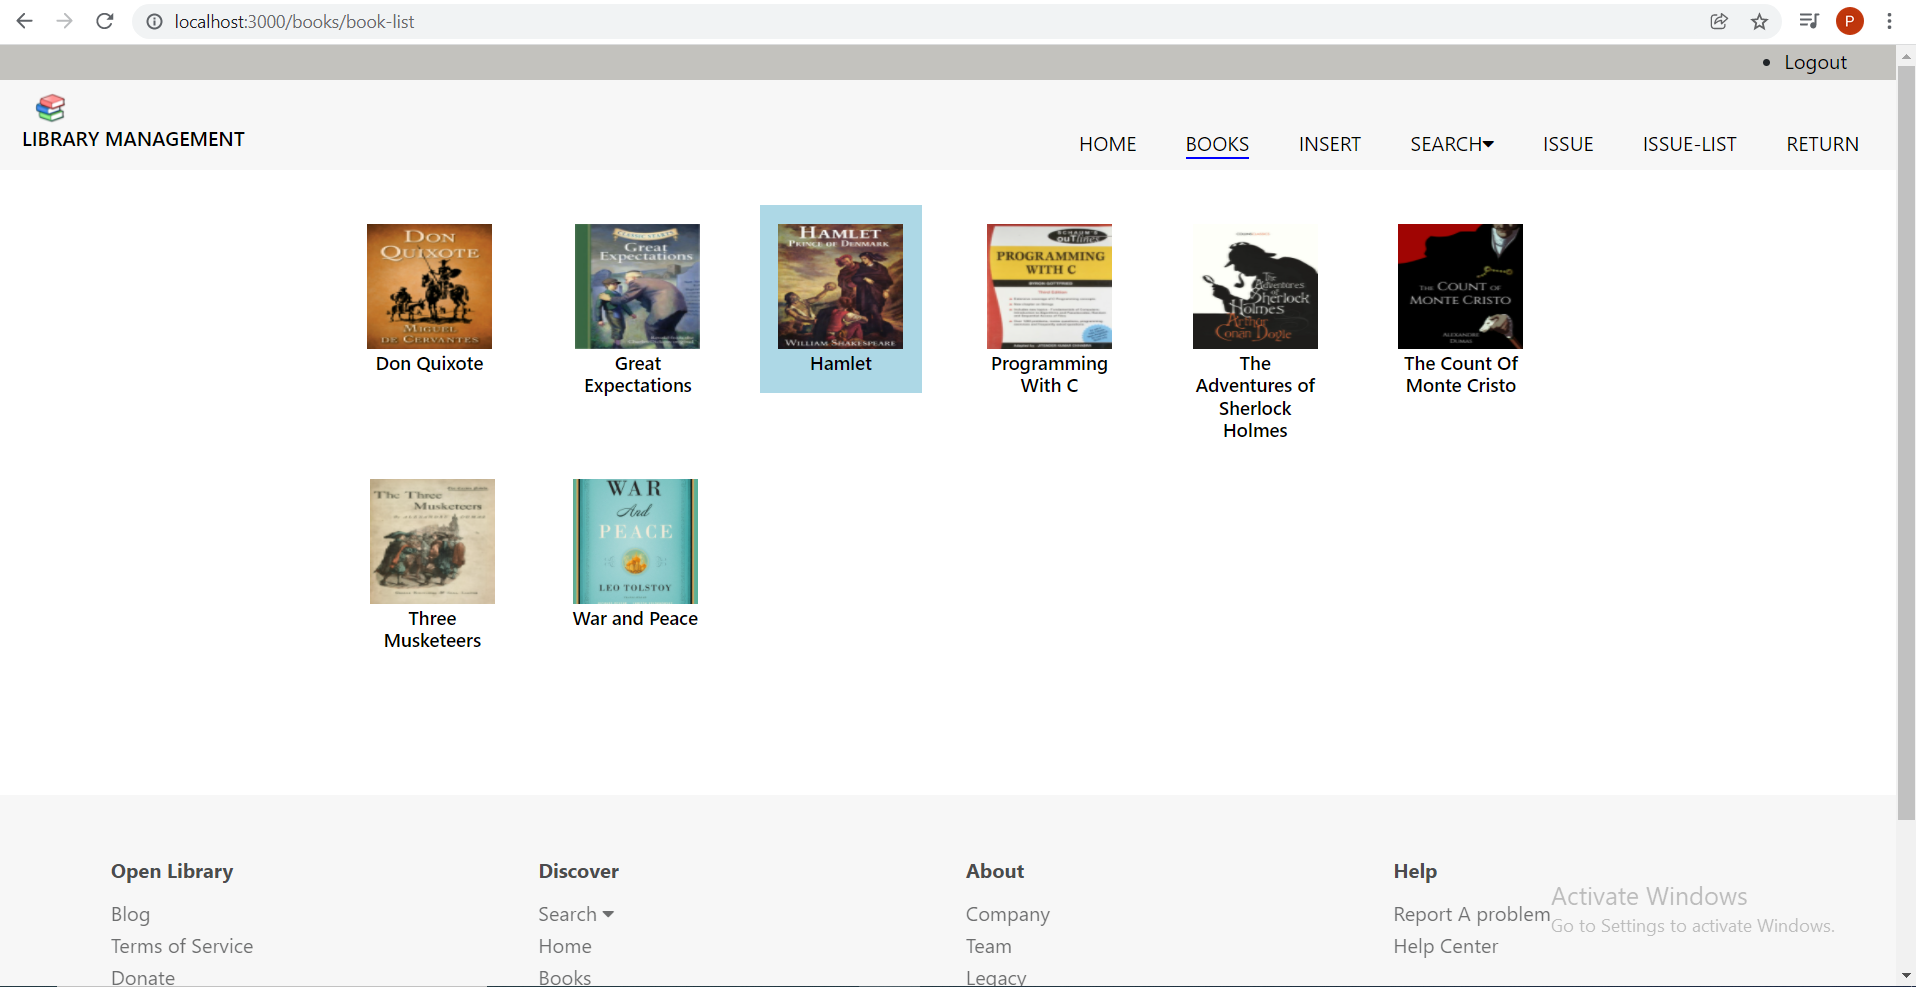 localhost:3000/books/book-list
P
Logout
LIBRARY MANAGEMENT
HOME BOOKS INSERT SEARCH ISSUE ISSUE-LIST RETURN
DON
QUIXOTE
MIGUEL
DE CERVANTES
Don Quixote
Great
Expectations
Great
Expectations
HAMLET
PRINCE OF DENMARK
WILLIAM SHAKESPEARE
Hamlet
SCHAUM'S
OUTlines
PROGRAMMING
WITH C
Programming
With C
The
Adventures
of
Sherlock
Holmes
Arthur
Conan Doyle
The
Adventures of
Sherlock
Holmes
THE COUNT OF
MONTE CRISTO
ALEXANDRE
DUMAS
The Count Of
Monte Cristo
The Three
Musketeers
Three
Musketeers
WAR
And
PEACE
LEO TOLSTOY
War and Peace
Open Library
Blog
Terms of Service
Donate
Discover
Search
Home
Books
About
Company
Team
Legacy
Help
Report A problem
Help Center
Activate Windows
Go to Settings to activate Windows.